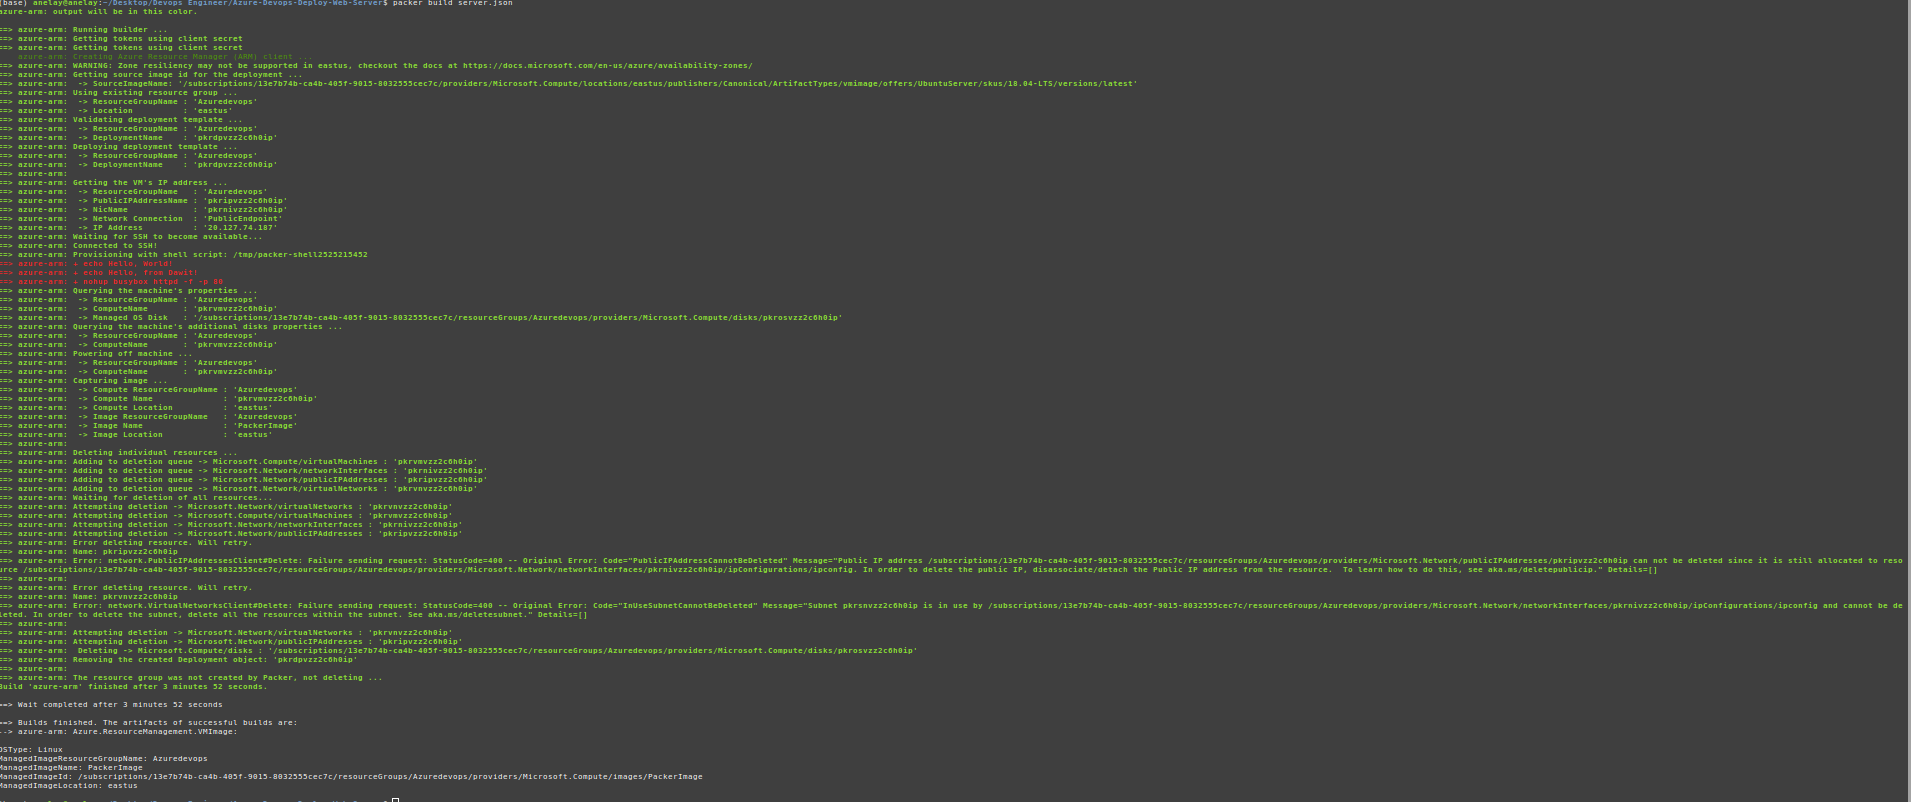 (base) anelay@anelay:~/Desktop/Devops Engineer/Azure-Devops-Deploy-Web-Server$ packer build server.json
azure-arm: output will be in this color.
==> azure-arm: Running builder ...
==> azure-arm: Getting tokens using client secret
==> azure-arm: Getting tokens using client secret
azure-arm: Creating Azure Resource Manager (ARM) client ...
==> azure-arm: WARNING: Zone resiliency may not be supported in eastus, checkout the docs at https://docs.microsoft.com/en-us/azure/availability-zones/
==> azure-arm: Getting source image id for the deployment ...
==> azure-arm:  -> SourceImageName: '/subscriptions/13e7b74b-ca4b-405f-9015-8032555cec7c/providers/Microsoft.Compute/locations/eastus/publishers/Canonical/ArtifactTypes/vmimage/offers/UbuntuServer/skus/18.04-LTS/versions/latest'
==> azure-arm: Using existing resource group ...
==> azure-arm:  -> ResourceGroupName : 'Azuredevops'
==> azure-arm:  -> Location          : 'eastus'
==> azure-arm: Validating deployment template ...
==> azure-arm:  -> ResourceGroupName : 'Azuredevops'
==> azure-arm:  -> DeploymentName    : 'pkrdpvzz2c6h0ip'
==> azure-arm: Deploying deployment template ...
==> azure-arm:  -> ResourceGroupName : 'Azuredevops'
==> azure-arm:  -> DeploymentName    : 'pkrdpvzz2c6h0ip'
==> azure-arm:
==> azure-arm: Getting the VM's IP address ...
==> azure-arm:  -> ResourceGroupName   : 'Azuredevops'
==> azure-arm:  -> PublicIPAddressName : 'pkripvzz2c6h0ip'
==> azure-arm:  -> NicName             : 'pkrnivzz2c6h0ip'
==> azure-arm:  -> Network Connection  : 'PublicEndpoint'
==> azure-arm:  -> IP Address          : '20.127.74.187'
==> azure-arm: Waiting for SSH to become available...
==> azure-arm: Connected to SSH!
==> azure-arm: Provisioning with shell script: /tmp/packer-shell2525215452
==> azure-arm: + echo Hello, World!
==> azure-arm: + echo Hello, from Dawit!
==> azure-arm: + nohup busybox httpd -f -p 80
==> azure-arm: Querying the machine's properties ...
==> azure-arm:  -> ResourceGroupName : 'Azuredevops'
==> azure-arm:  -> ComputeName       : 'pkrvmvzz2c6h0ip'
==> azure-arm:  -> Managed OS Disk   : '/subscriptions/13e7b74b-ca4b-405f-9015-8032555cec7c/resourceGroups/Azuredevops/providers/Microsoft.Compute/disks/pkrosvzz2c6h0ip'
==> azure-arm: Querying the machine's additional disks properties ...
==> azure-arm:  -> ResourceGroupName : 'Azuredevops'
==> azure-arm:  -> ComputeName       : 'pkrvmvzz2c6h0ip'
==> azure-arm: Powering off machine ...
==> azure-arm:  -> ResourceGroupName : 'Azuredevops'
==> azure-arm:  -> ComputeName       : 'pkrvmvzz2c6h0ip'
==> azure-arm: Capturing image ...
==> azure-arm:  -> Compute ResourceGroupName : 'Azuredevops'
==> azure-arm:  -> Compute Name              : 'pkrvmvzz2c6h0ip'
==> azure-arm:  -> Compute Location          : 'eastus'
==> azure-arm:  -> Image ResourceGroupName   : 'Azuredevops'
==> azure-arm:  -> Image Name                : 'PackerImage'
==> azure-arm:  -> Image Location            : 'eastus'
==> azure-arm:
==> azure-arm: Deleting individual resources ...
==> azure-arm: Adding to deletion queue -> Microsoft.Compute/virtualMachines : 'pkrvmvzz2c6h0ip'
==> azure-arm: Adding to deletion queue -> Microsoft.Network/networkInterfaces : 'pkrnivzz2c6h0ip'
==> azure-arm: Adding to deletion queue -> Microsoft.Network/publicIPAddresses : 'pkripvzz2c6h0ip'
==> azure-arm: Adding to deletion queue -> Microsoft.Network/virtualNetworks : 'pkrvnvzz2c6h0ip'
==> azure-arm: Waiting for deletion of all resources...
==> azure-arm: Attempting deletion -> Microsoft.Network/virtualNetworks : 'pkrvnvzz2c6h0ip'
==> azure-arm: Attempting deletion -> Microsoft.Compute/virtualMachines : 'pkrvmvzz2c6h0ip'
==> azure-arm: Attempting deletion -> Microsoft.Network/networkInterfaces : 'pkrnivzz2c6h0ip'
==> azure-arm: Attempting deletion -> Microsoft.Network/publicIPAddresses : 'pkripvzz2c6h0ip'
==> azure-arm: Error deleting resource. Will retry.
==> azure-arm: Name: pkripvzz2c6h0ip
==> azure-arm: Error: network.PublicIPAddressesClient#Delete: Failure sending request: StatusCode=400 -- Original Error: Code="PublicIPAddressCannotBeDeleted" Message="Public IP address /subscriptions/13e7b74b-ca4b-405f-9015-8032555cec7c/resourceGroups/Azuredevops/providers/Microsoft.Network/publicIPAddresses/pkripvzz2c6h0ip can not be deleted since it is still allocated to reso
urce /subscriptions/13e7b74b-ca4b-405f-9015-8032555cec7c/resourceGroups/Azuredevops/providers/Microsoft.Network/networkInterfaces/pkrnivzz2c6h0ip/ipConfigurations/ipconfig. In order to delete the public IP, disassociate/detach the Public IP address from the resource.  To learn how to do this, see aka.ms/deletepublicip." Details=[]
==> azure-arm:
==> azure-arm: Error deleting resource. Will retry.
==> azure-arm: Name: pkrvnvzz2c6h0ip
==> azure-arm: Error: network.VirtualNetworksClient#Delete: Failure sending request: StatusCode=400 -- Original Error: Code="InUseSubnetCannotBeDeleted" Message="Subnet pkrsnvzz2c6h0ip is in use by /subscriptions/13e7b74b-ca4b-405f-9015-8032555cec7c/resourceGroups/Azuredevops/providers/Microsoft.Network/networkInterfaces/pkrnivzz2c6h0ip/ipConfigurations/ipconfig and cannot be de
leted. In order to delete the subnet, delete all the resources within the subnet. See aka.ms/deletesubnet." Details=[]
==> azure-arm:
==> azure-arm: Attempting deletion -> Microsoft.Network/virtualNetworks : 'pkrvnvzz2c6h0ip'
==> azure-arm: Attempting deletion -> Microsoft.Network/publicIPAddresses : 'pkripvzz2c6h0ip'
==> azure-arm:  Deleting -> Microsoft.Compute/disks : '/subscriptions/13e7b74b-ca4b-405f-9015-8032555cec7c/resourceGroups/Azuredevops/providers/Microsoft.Compute/disks/pkrosvzz2c6h0ip'
==> azure-arm: Removing the created Deployment object: 'pkrdpvzz2c6h0ip'
==> azure-arm:
==> azure-arm: The resource group was not created by Packer, not deleting ...
Build 'azure-arm' finished after 3 minutes 52 seconds.
==> Wait completed after 3 minutes 52 seconds
==> Builds finished. The artifacts of successful builds are:
--> azure-arm: Azure.ResourceManagement.VMImage:
OSType: Linux
ManagedImageResourceGroupName: Azuredevops
ManagedImageName: PackerImage
ManagedImageId: /subscriptions/13e7b74b-ca4b-405f-9015-8032555cec7c/resourceGroups/Azuredevops/providers/Microsoft.Compute/images/PackerImage
ManagedImageLocation: eastus